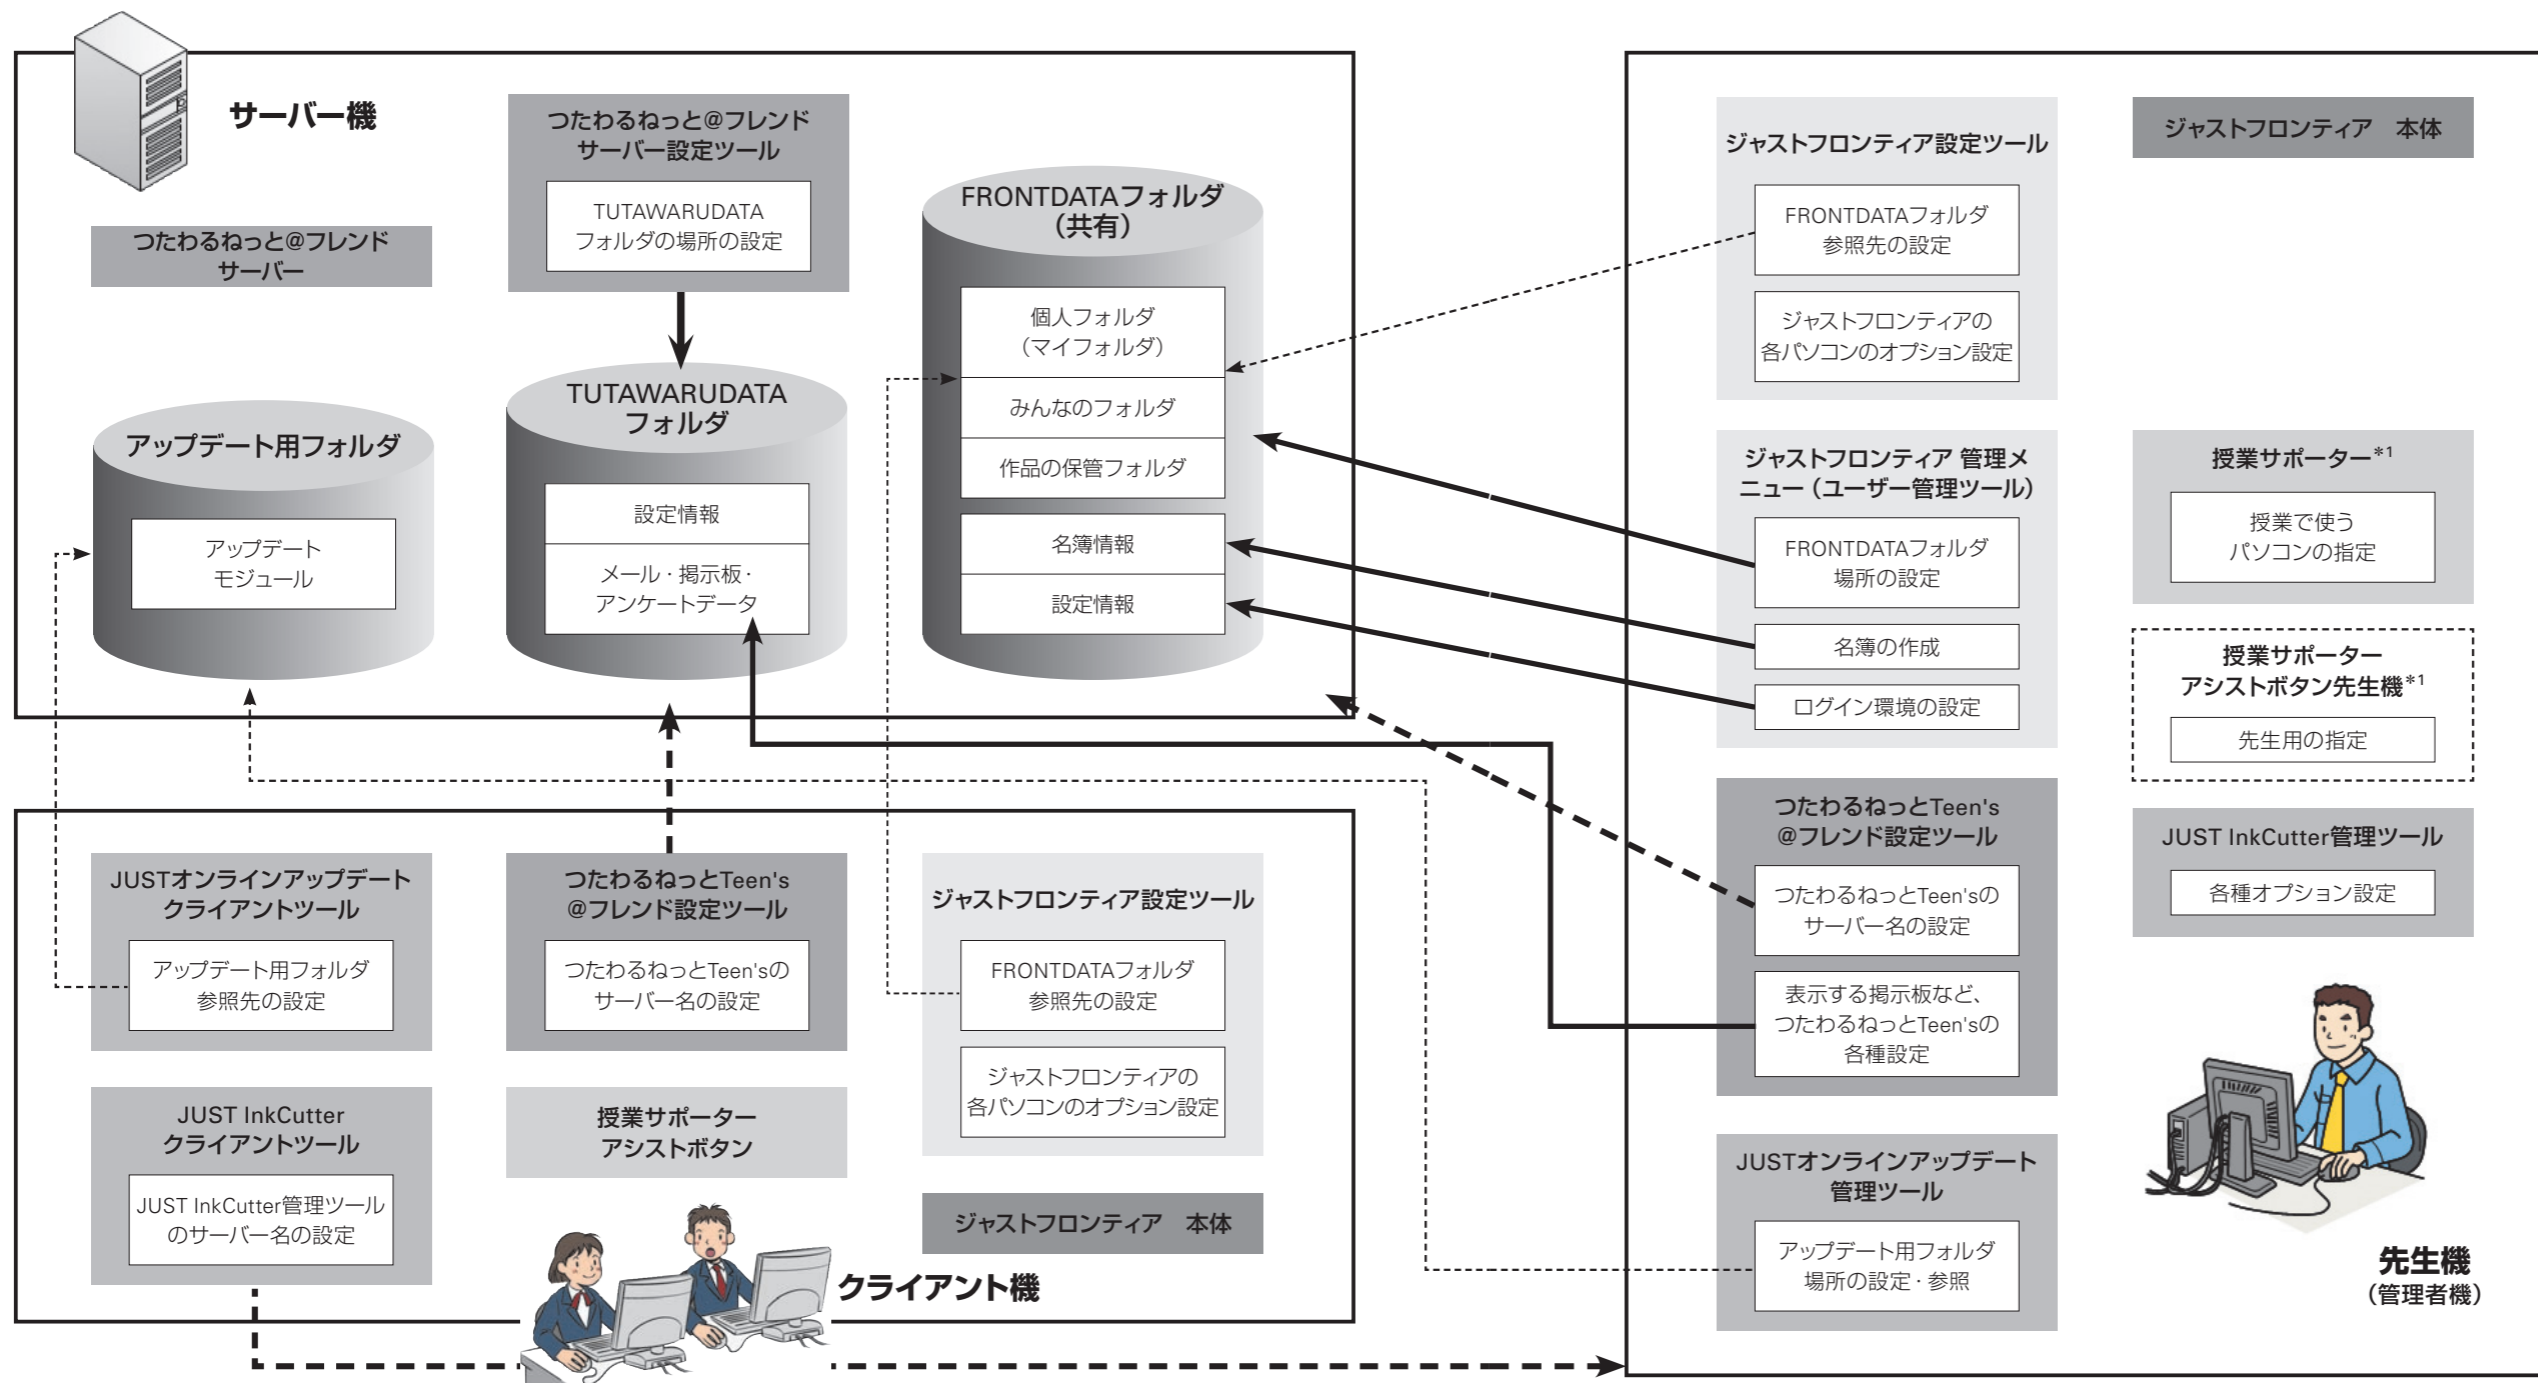 サーバー機
つたわるねっと@フレンド
サーバー
つたわるねっと@フレンド
サーバー設定ツール
TUTAWARUDATA
フォルダの場所の設定
アップデート用フォルダ
アップデート
モジュール
TUTAWARUDATA
フォルダ
設定情報
メール・掲示板・
アンケートデータ
FRONTDATAフォルダ
（共有）
個人フォルダ
（マイフォルダ）
みんなのフォルダ
作品の保管フォルダ
名簿情報
設定情報
JUSTオンラインアップデート
クライアントツール
アップデート用フォルダ
参照先の設定
JUST InkCutter
クライアントツール
JUST InkCutter管理ツール
のサーバー名の設定
つたわるねっとTeen's
@フレンド設定ツール
つたわるねっとTeen'sの
サーバー名の設定
授業サポーター
アシストボタン
ジャストフロンティア設定ツール
FRONTDATAフォルダ
参照先の設定
ジャストフロンティアの
各パソコンのオプション設定
ジャストフロンティア　本体
クライアント機
ジャストフロンティア設定ツール
FRONTDATAフォルダ
参照先の設定
ジャストフロンティアの
各パソコンのオプション設定
ジャストフロンティア 管理メ
ニュー（ユーザー管理ツール）
FRONTDATAフォルダ
場所の設定
名簿の作成
ログイン環境の設定
つたわるねっとTeen's
@フレンド設定ツール
つたわるねっとTeen'sの
サーバー名の設定
表示する掲示板など、
つたわるねっとTeen'sの
各種設定
JUSTオンラインアップデート
管理ツール
アップデート用フォルダ
場所の設定・参照
ジャストフロンティア　本体
授業サポーター*1
授業で使う
パソコンの指定
授業サポーター
アシストボタン先生機*1
先生用の指定
JUST InkCutter管理ツール
各種オプション設定
先生機
（管理者機）